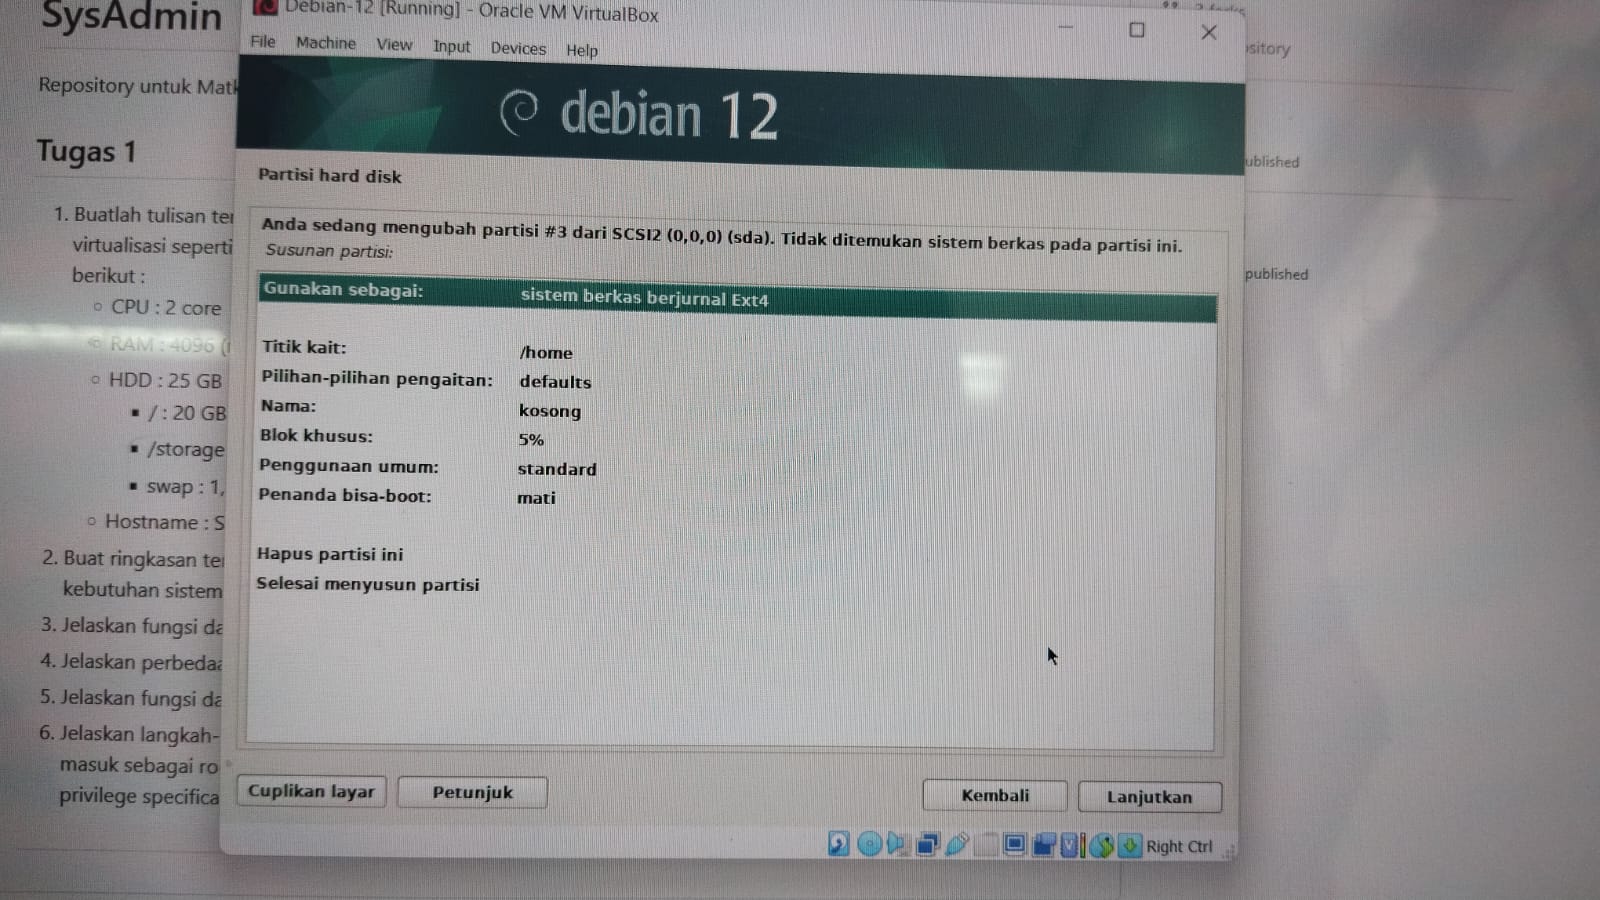 SysAdmin
Repository untuk Matk
Tugas 1
1. Buatlah tulisan
virtualisasi seperti
berikut :
CPU : 2 core
RAM : 4096
HDD : 25 GB
/ : 20 GB
/storage
swap : 1,
Hostname : S
2. Buat ringkasan
kebutuhan sistem
3. Jelaskan fungsi da
4. Jelaskan perbedaa
5. Jelaskan fungsi da
6. Jelaskan langkah-
masuk sebagai ro
privilege specifica
Debian-12 [Running] - Oracle VM VirtualBox
File Machine View Input Devices Help
debian 12
Partisi hard disk
Anda sedang mengubah partisi #3 dari SCSI2 (0,0,0) (sda). Tidak ditemukan sistem berkas pada partisi ini.
Susunan partisi:
Gunakan sebagai: sistem berkas berjurnal Ext4
Titik kait: /home
Pilihan-pilihan pengaitan: defaults
Nama: kosong
Blok khusus: 5%
Penggunaan umum: standard
Penanda bisa-boot: mati
Hapus partisi ini
Selesai menyusun partisi
Cuplikan layar Petunjuk Kembali Lanjutkan
Right Ctrl
sitory
ublished
published